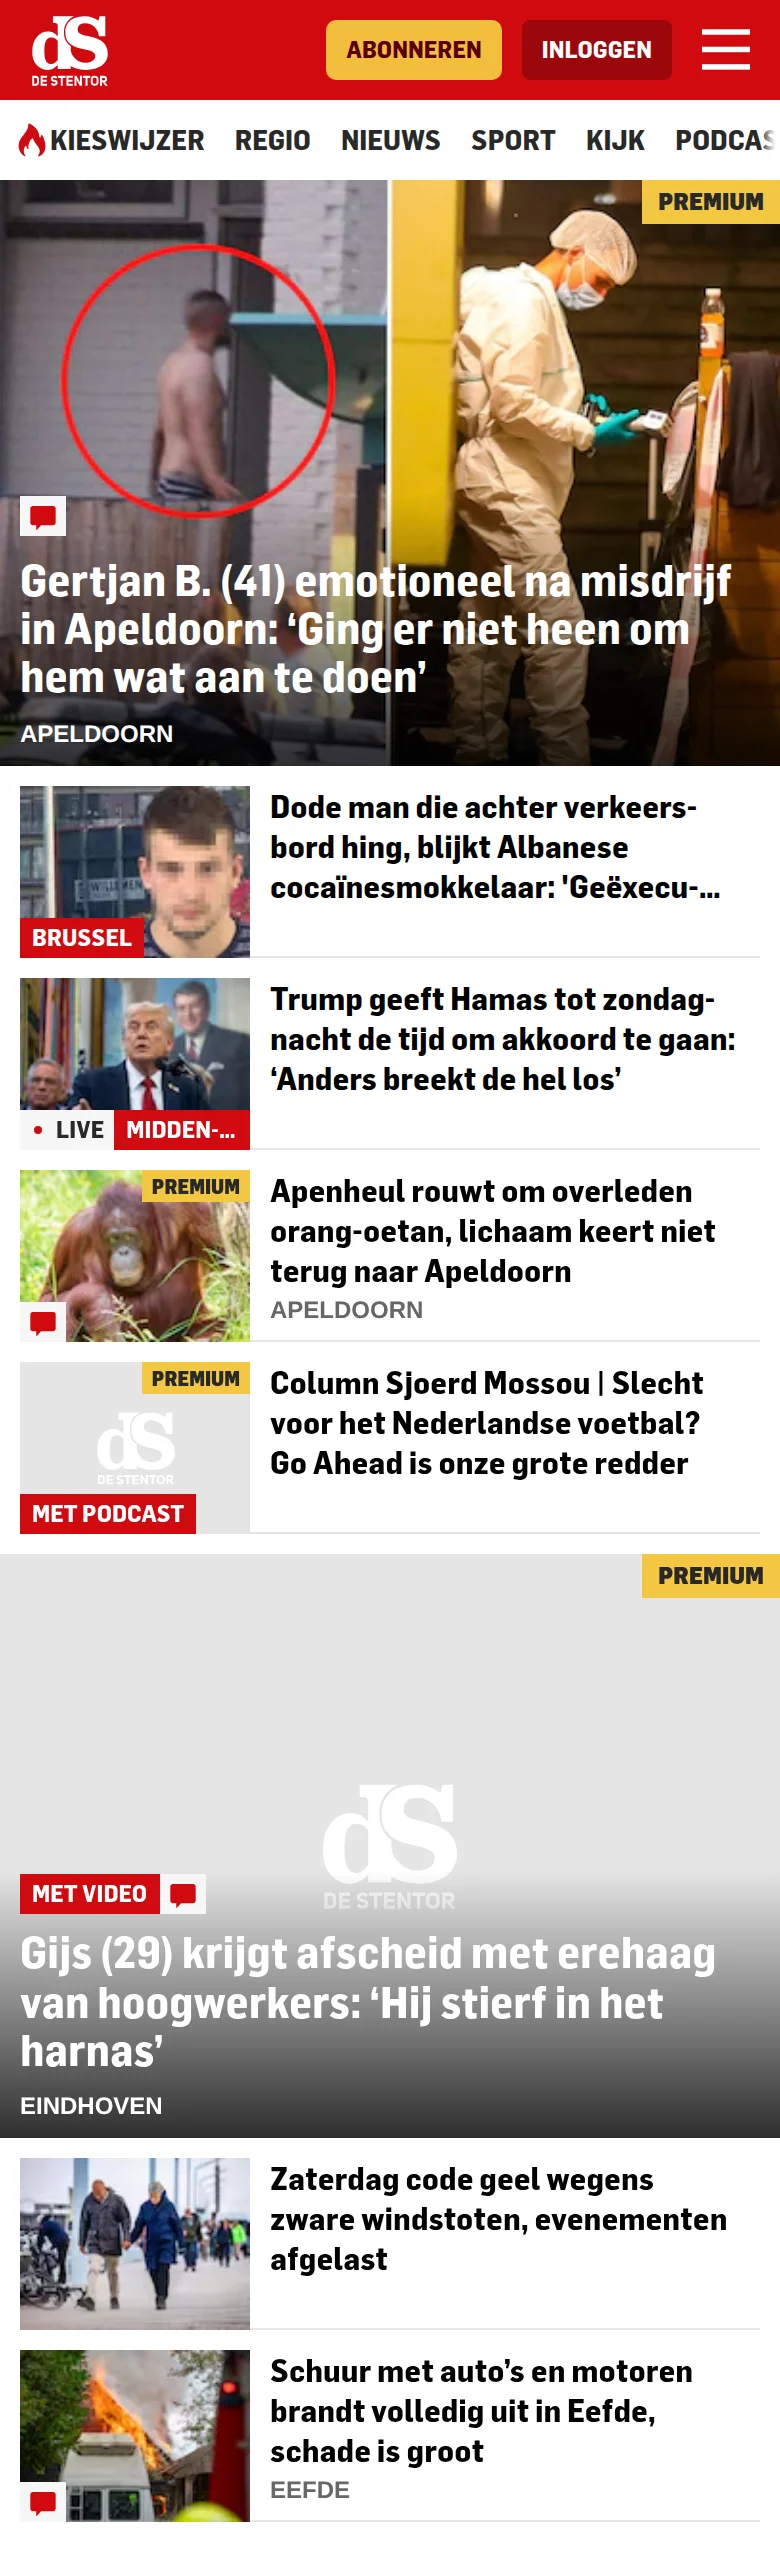 dS
DE STENTOR
ABONNEREN
INLOGGEN
KIESWIJZER REGIO NIEUWS SPORT KIJK PODCAS
PREMIUM
Gertjan B. (41) emotioneel na misdrijf
in Apeldoorn: ‘Ging er niet heen om
hem wat aan te doen’
APELDOORN
Dode man die achter verkeers-
bord hing, blijkt Albanese
cocaïnesmokkelaar: 'Geëxecu-...
BRUSSEL
Trump geeft Hamas tot zondag-
nacht de tijd om akkoord te gaan:
‘Anders breekt de hel los’
LIVE MIDDEN-...
PREMIUM
Apenheul rouwt om overleden
orang-oetan, lichaam keert niet
terug naar Apeldoorn
APELDOORN
PREMIUM
dS
DE STENTOR
MET PODCAST
Column Sjoerd Mossou | Slecht
voor het Nederlandse voetbal?
Go Ahead is onze grote redder
PREMIUM
dS
DE STENTOR
MET VIDEO
Gijs (29) krijgt afscheid met erehaag
van hoogwerkers: ‘Hij stierf in het
harnas’
EINDHOVEN
Zaterdag code geel wegens
zware windstoten, evenementen
afgelast
Schuur met auto’s en motoren
brandt volledig uit in Eefde,
schade is groot
EEFDE